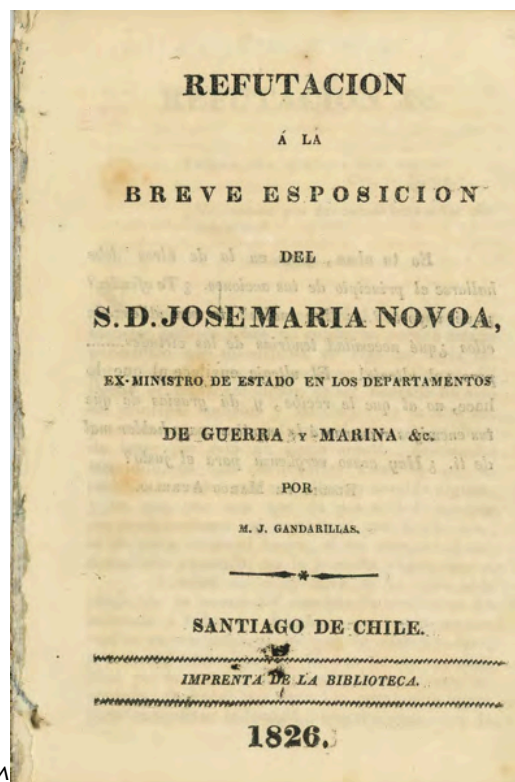 REFUTACION
Á LA
BREVE ESPOSICION
DEL
S. D. JOSE MARIA NOVOA,
EX-MINISTRO DE ESTADO EN LOS DEPARTAMENTOS
DE GUERRA Y MARINA &c.
POR
M. J. GANDARILLAS.
SANTIAGO DE CHILE.
IMPRENTA DE LA BIBLIOTECA.
1826.